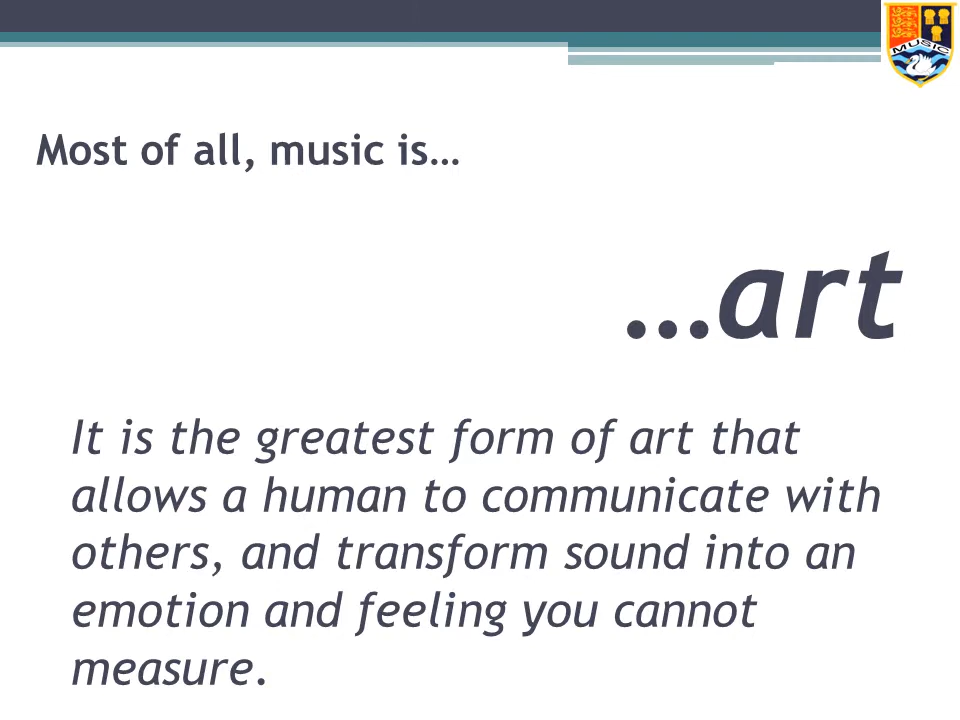 MUSIC
Most of all, music is…
…art
It is the greatest form of art that
allows a human to communicate with
others, and transform sound into an
emotion and feeling you cannot
measure.